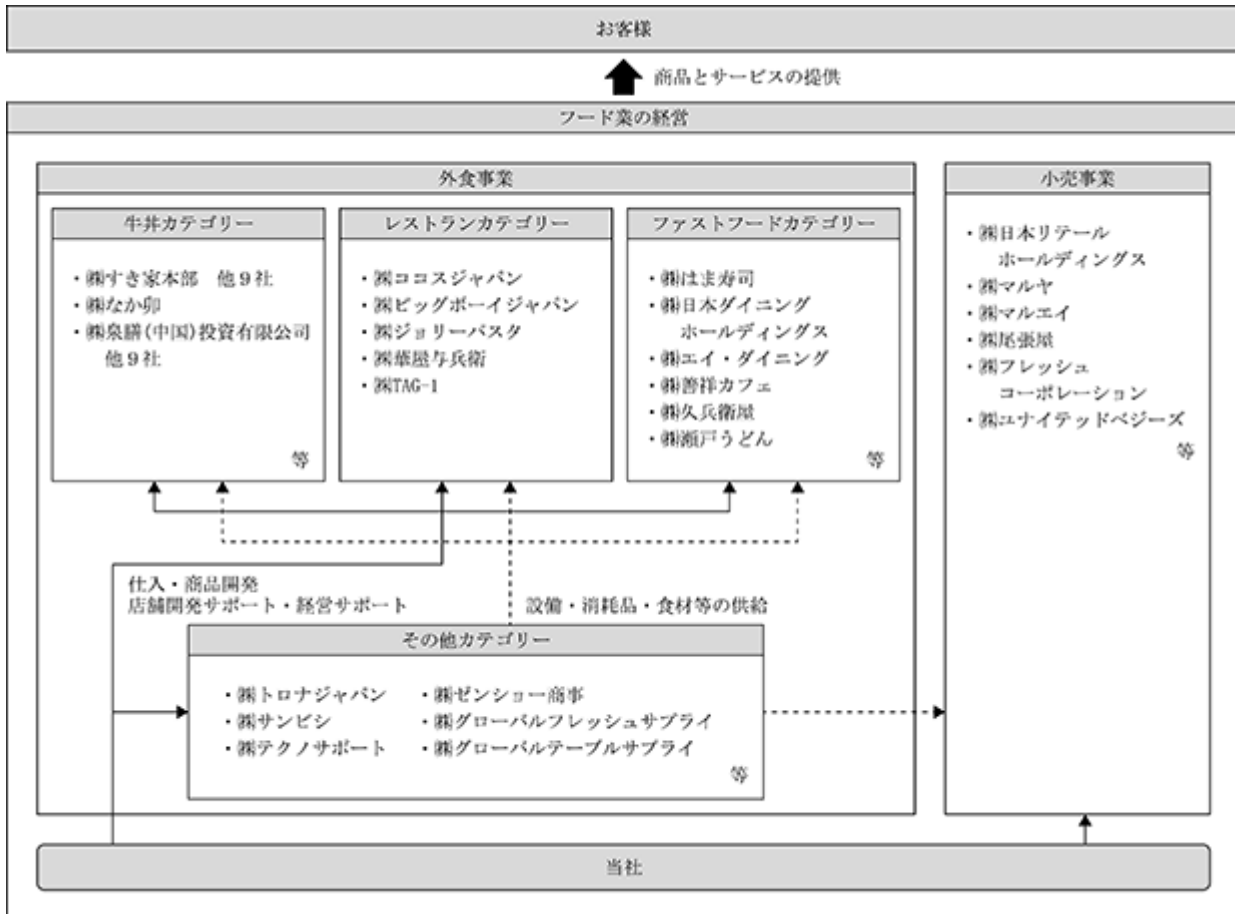 お客様
商品とサービスの提供
フード業の経営
外食事業
牛丼カテゴリー
・㈱すき家本部 他9社
・㈱なか卯
・㈱泉膳(中国)投資有限公司
他9社
等
レストランカテゴリー
・㈱ココスジャパン
・㈱ビッグボーイジャパン
・㈱ジョリーパスタ
・㈱華屋与兵衛
・㈱TAG-1
ファストフードカテゴリー
・㈱はま寿司
・㈱日本ダイニング
ホールディングス
・㈱エイ・ダイニング
・㈱善祥カフェ
・㈱久兵衛屋
・㈱瀬戸うどん
等
小売事業
・㈱日本リテール
ホールディングス
・㈱マルヤ
・㈱マルエイ
・㈱尾張屋
・㈱フレッシュ
コーポレーション
・㈱ユナイテッドベジーズ
等
仕入・商品開発
店舗開発サポート・経営サポート
設備・消耗品・食材等の供給
その他カテゴリー
・㈱トロナジャパン
・㈱サンビシ
・㈱テクノサポート
・㈱ゼンショー商事
・㈱グローバルフレッシュサプライ
・㈱グローバルテーブルサプライ
等
当社